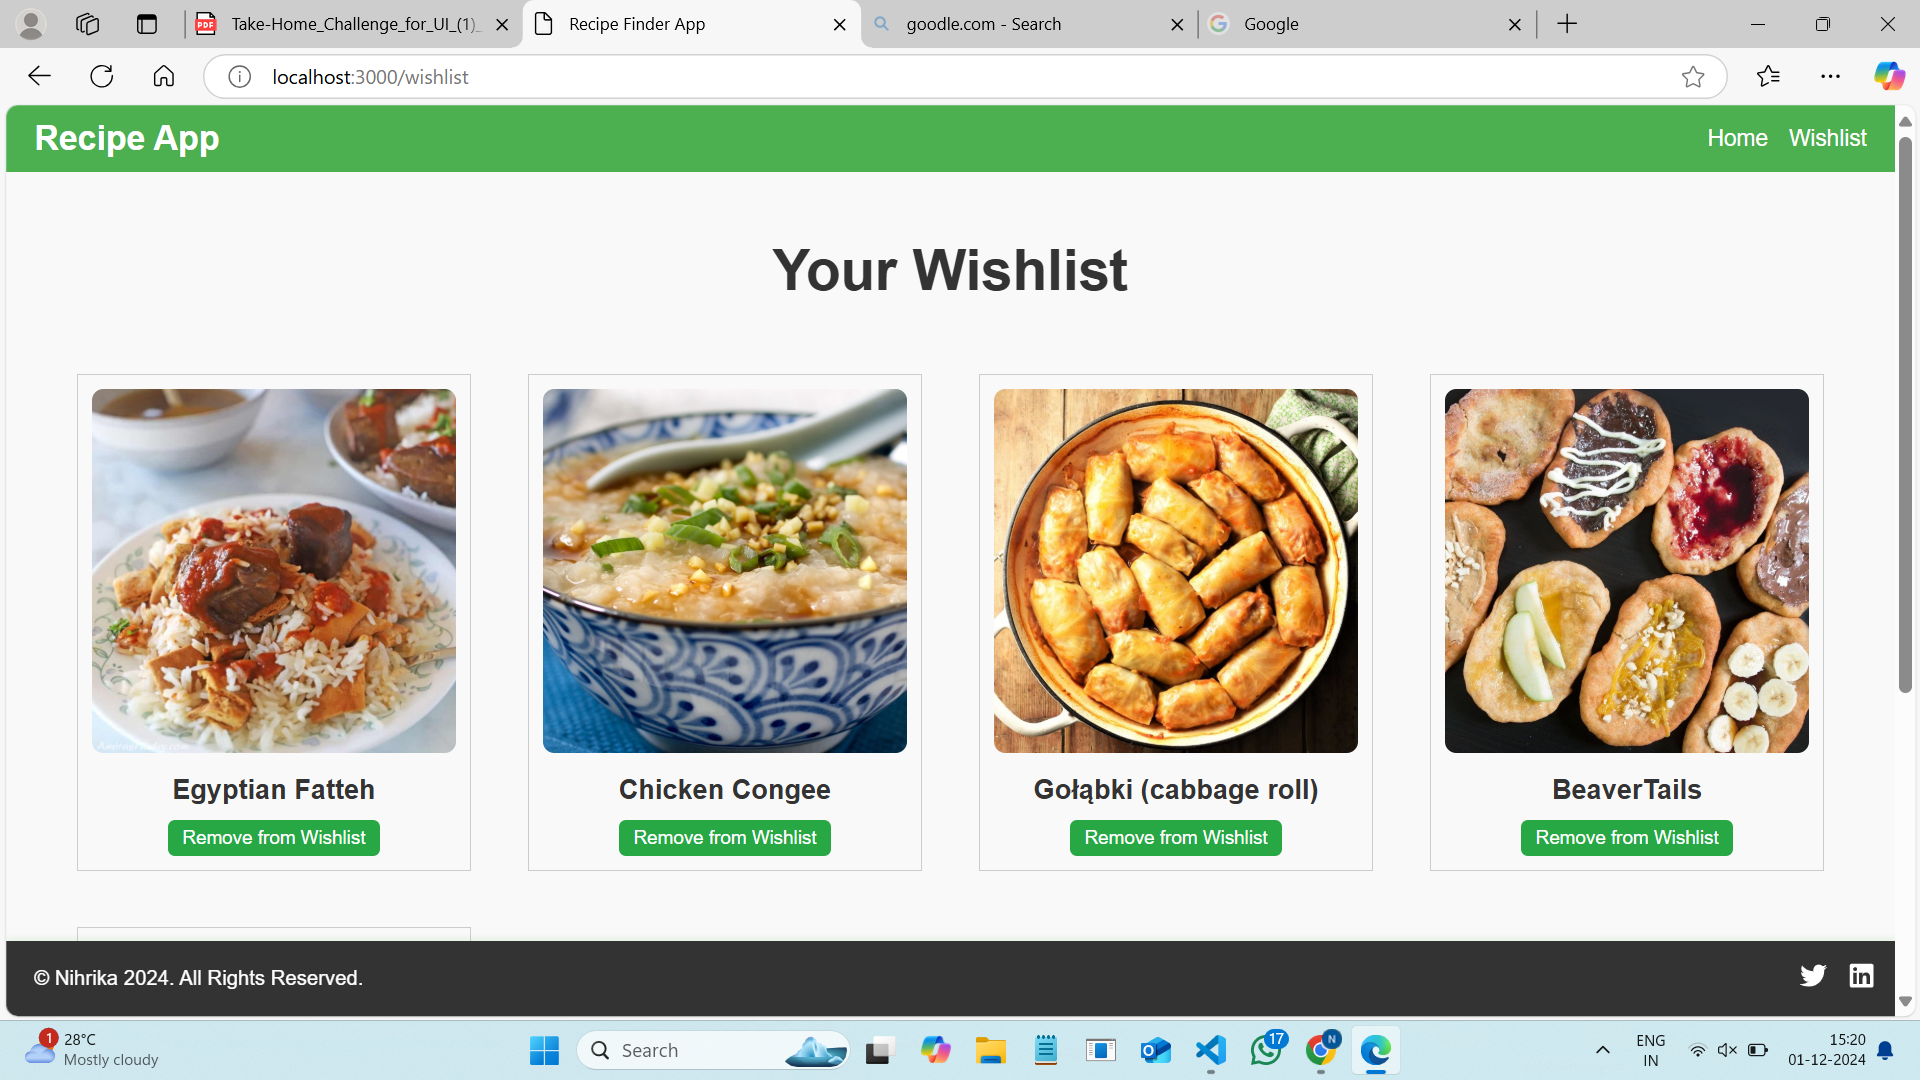 Take-Home_Challenge_for_UI_(1)_
Recipe Finder App
goodle.com - Search
Google
localhost:3000/wishlist
Recipe App
Home
Wishlist
Your Wishlist
Egyptian Fatteh
Chicken Congee
Gołąbki (cabbage roll)
BeaverTails
Remove from Wishlist
Remove from Wishlist
Remove from Wishlist
Remove from Wishlist
© Nihrika 2024. All Rights Reserved.
1
28°C
Mostly cloudy
Search
17
N
ENG
IN
15:20
01-12-2024